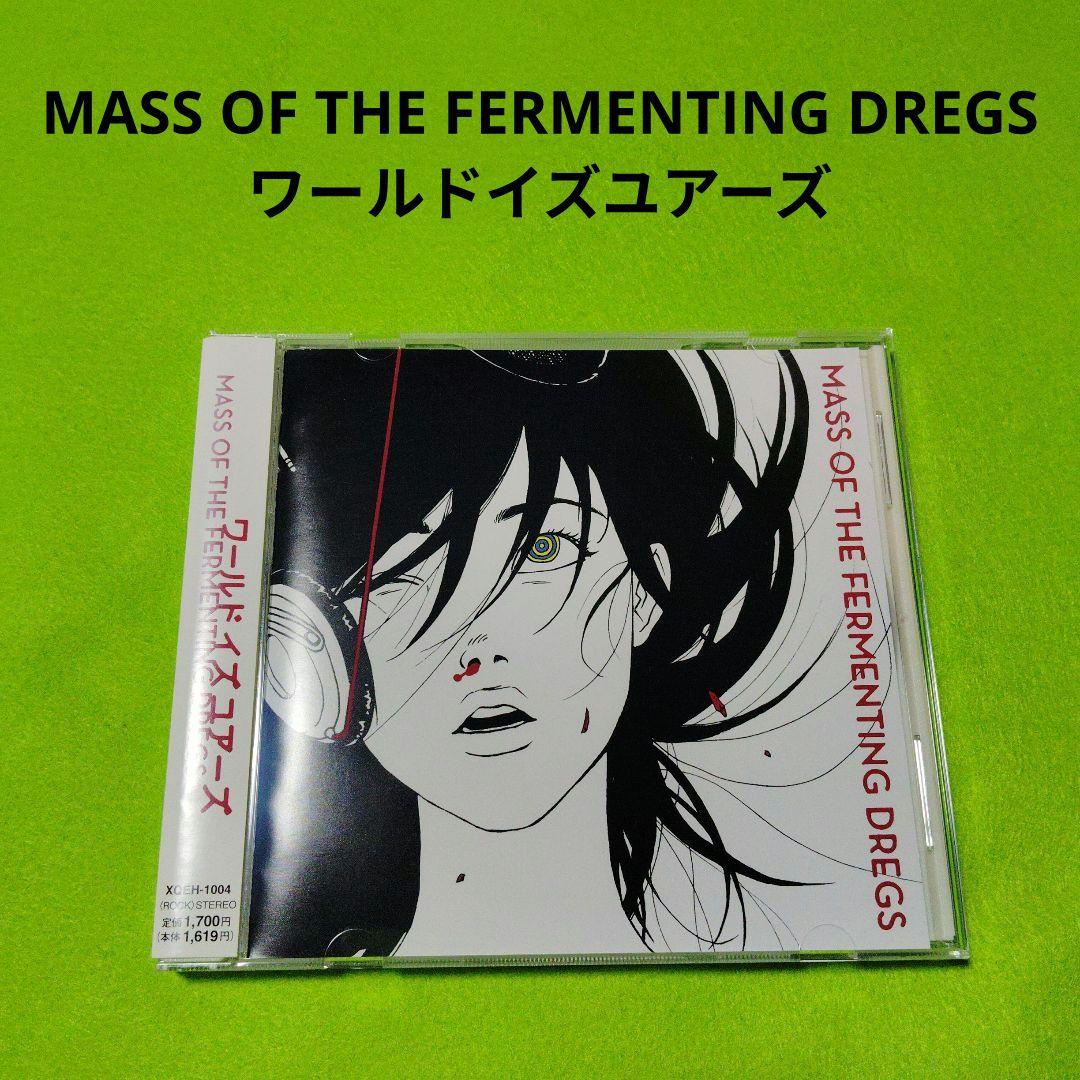 MASS OF THE FERMENTING DREGS
ワールドイズユアーズ
MASS OF THE FERMENTING DREGS
ワールドイズユアーズ
XQEH-1004
(ROCK) STEREO
定価1,700円
(本体1,619円)
MASS OF THE FERMENTING DREGS